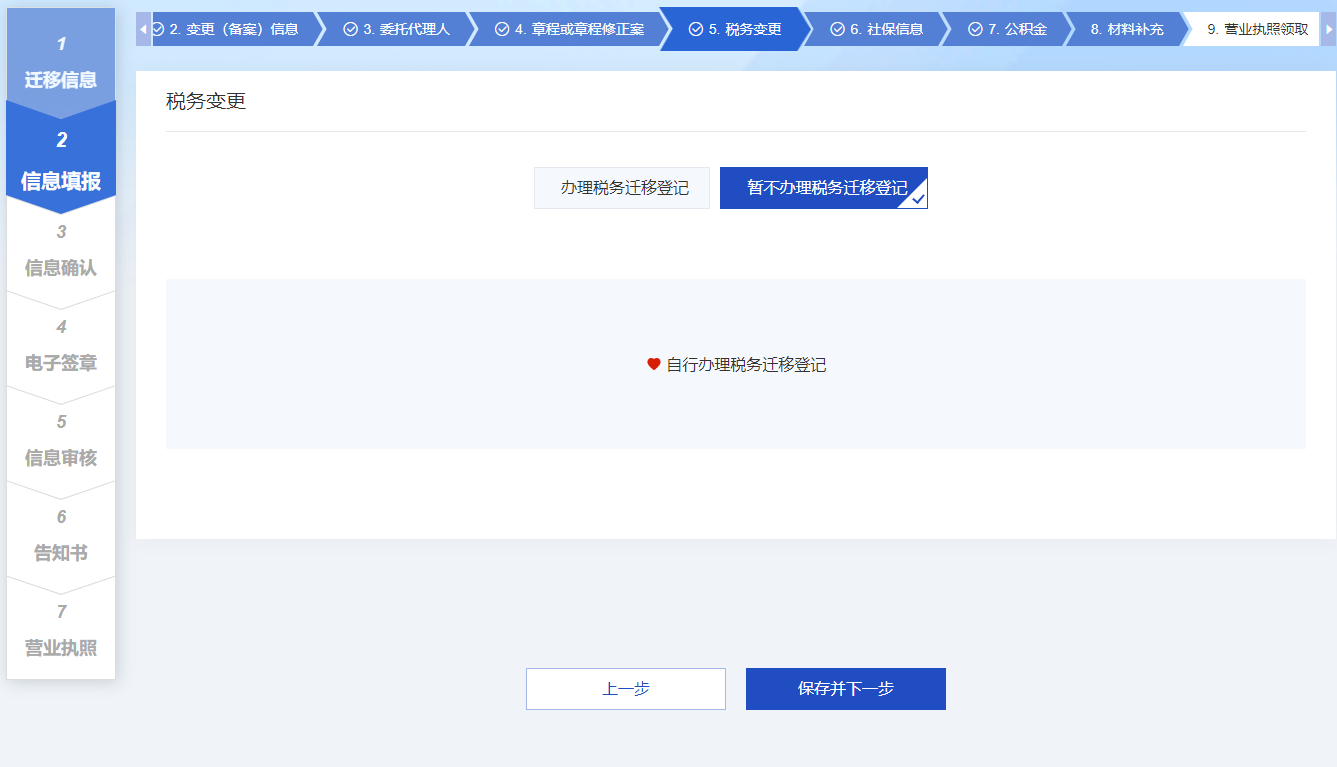 2. 变更（备案）信息
3. 委托代理人
4. 章程或章程修正案
5. 税务变更
6. 社保信息
7. 公积金
8. 材料补充
9. 营业执照领取
1
迁移信息
2
信息填报
3
信息确认
4
电子签章
5
信息审核
6
告知书
7
营业执照
税务变更
办理税务迁移登记
暂不办理税务迁移登记
自行办理税务迁移登记
上一步
保存并下一步